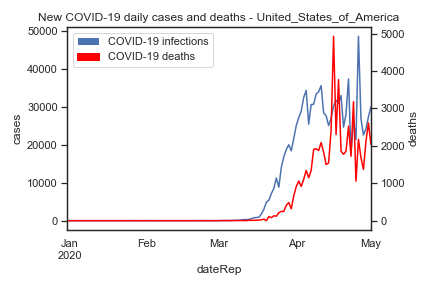 New COVID-19 daily cases and deaths - United_States_of_America
COVID-19 infections
COVID-19 deaths
50000
40000
30000
20000
10000
0
cases
5000
4000
3000
2000
1000
0
deaths
Jan
2020
Feb
Mar
Apr
May
dateRep